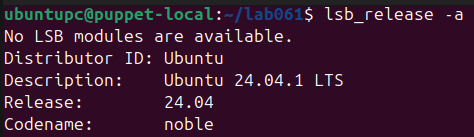 ubuntupc@puppet-local:~/lab061$ lsb_release -a
No LSB modules are available.
Distributor ID: Ubuntu
Description:    Ubuntu 24.04.1 LTS
Release:        24.04
Codename:       noble